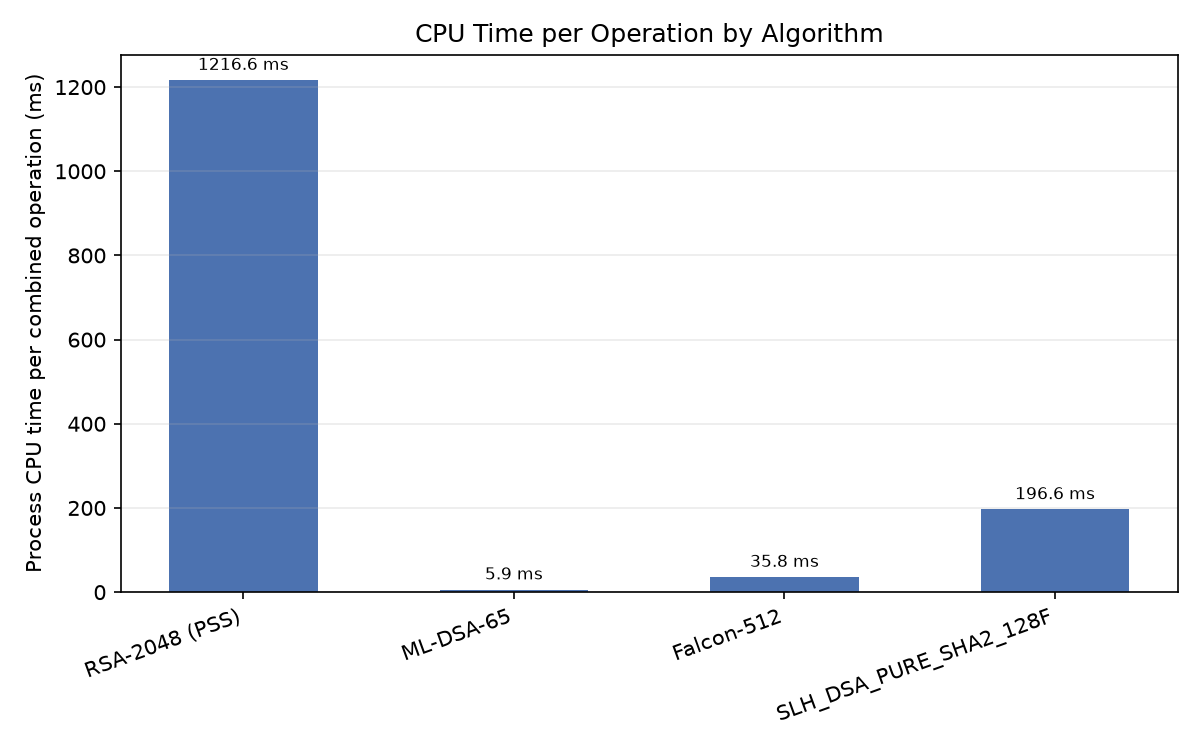 CPU Time per Operation by Algorithm
Process CPU time per combined operation (ms)
1200
1000
800
600
400
200
0
1216.6 ms
5.9 ms
35.8 ms
196.6 ms
RSA-2048 (PSS)
ML-DSA-65
Falcon-512
SLH_DSA_PURE_SHA2_128F